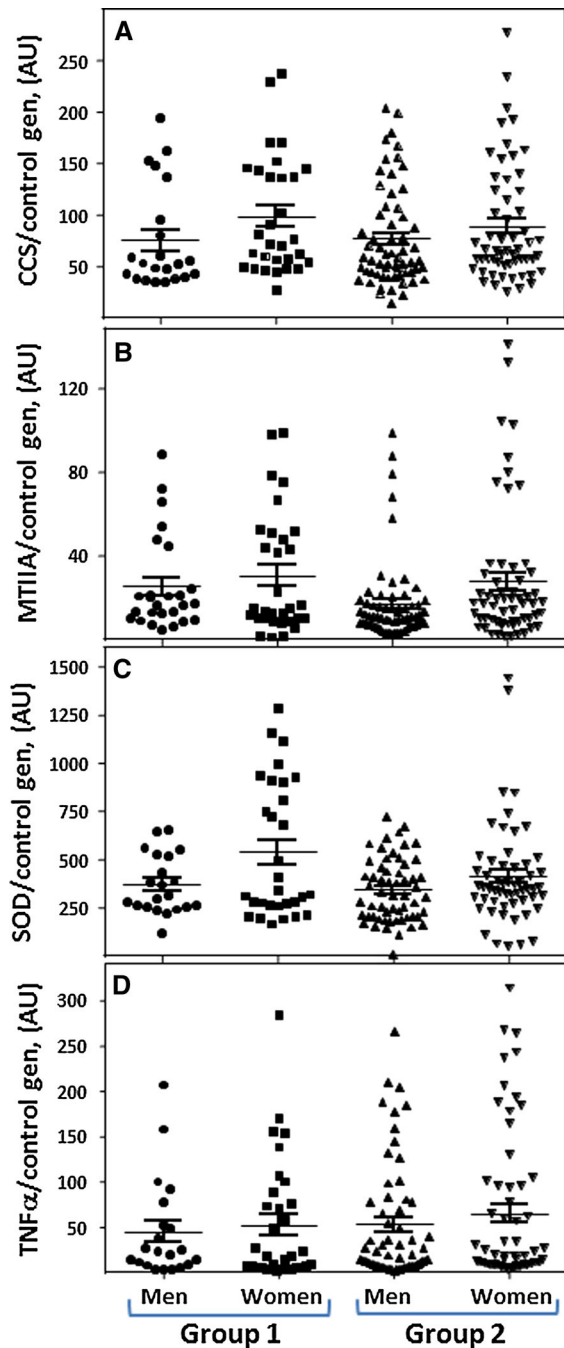 A
CCS/control gen, (AU)
250
200
150
100
50
B
MTIIA/control gen, (AU)
120
80
40
C
SOD/control gen, (AU)
1500
1250
1000
750
500
250
D
TNFα/control gen, (AU)
300
250
200
150
100
50
Men Women Men Women
Group 1 Group 2